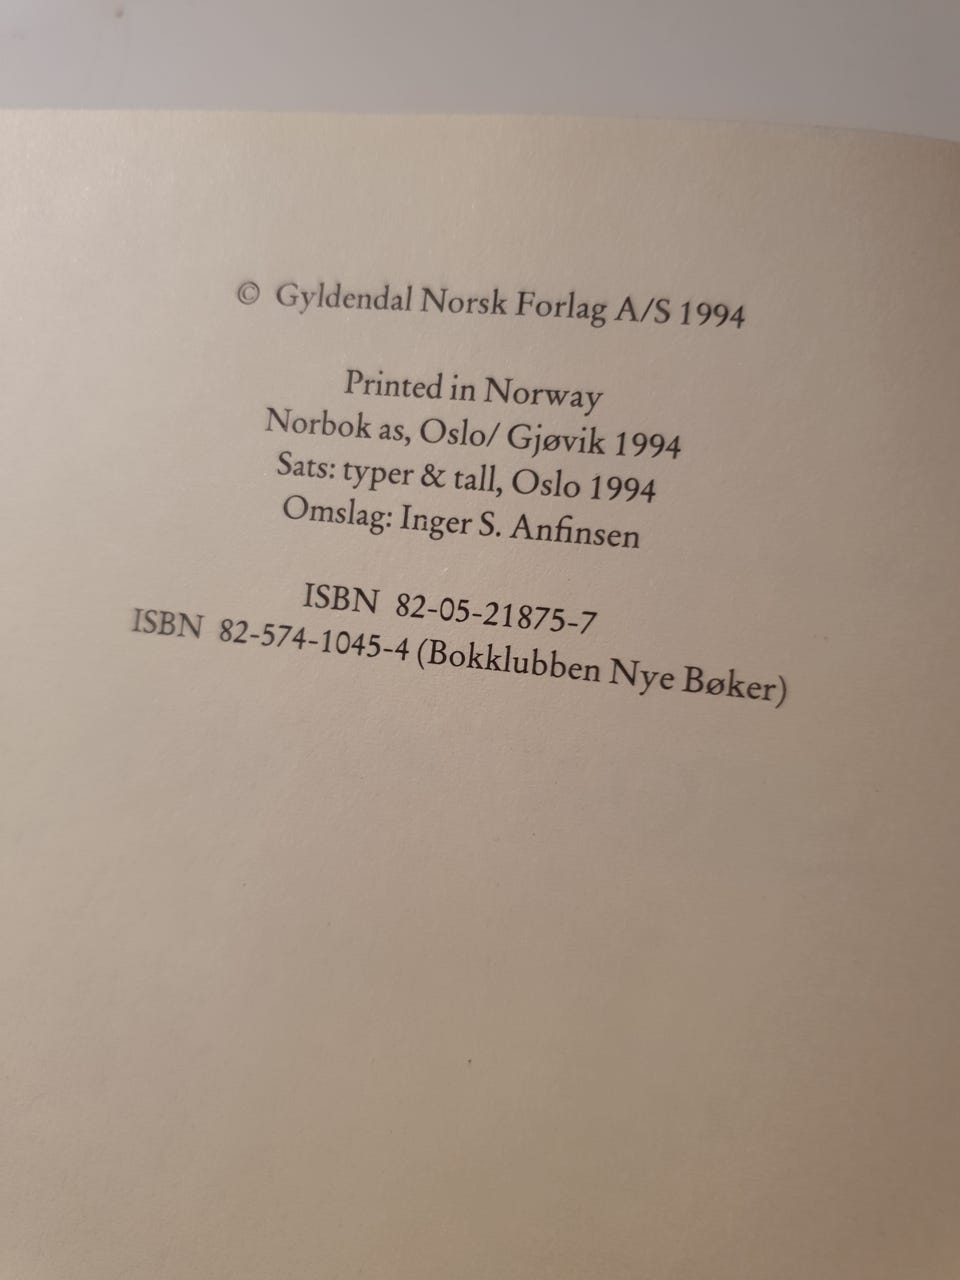 © Gyldendal Norsk Forlag A/S 1994
Printed in Norway
Norbok as, Oslo/ Gjøvik 1994
Sats: typer & tall, Oslo 1994
Omslag: Inger S. Anfinsen
ISBN 82-05-21875-7
ISBN 82-574-1045-4 (Bokklubben Nye Bøker)